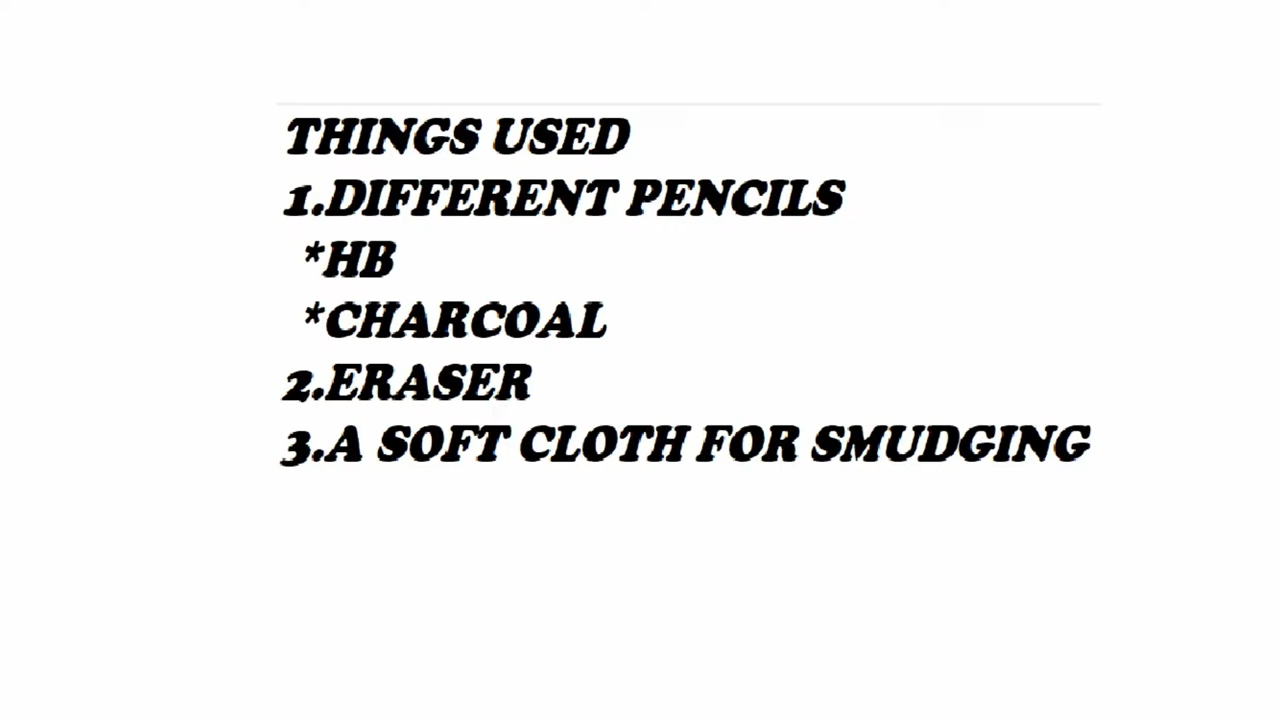 THINGS USED
1.DIFFERENT PENCILS
*HB
*CHARCOAL
2.ERASER
3.A SOFT CLOTH FOR SMUDGING